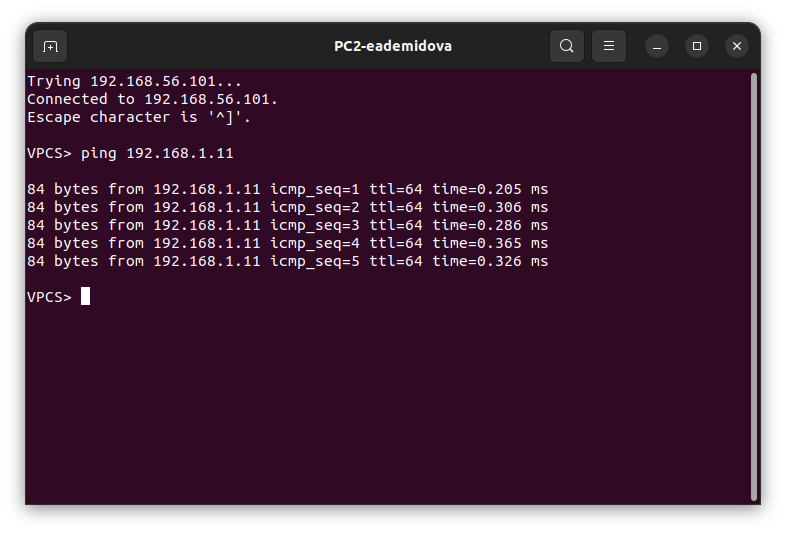 PC2-eademidova
Trying 192.168.56.101...
Connected to 192.168.56.101.
Escape character is '^]'.
VPCS> ping 192.168.1.11
84 bytes from 192.168.1.11 icmp_seq=1 ttl=64 time=0.205 ms
84 bytes from 192.168.1.11 icmp_seq=2 ttl=64 time=0.306 ms
84 bytes from 192.168.1.11 icmp_seq=3 ttl=64 time=0.286 ms
84 bytes from 192.168.1.11 icmp_seq=4 ttl=64 time=0.365 ms
84 bytes from 192.168.1.11 icmp_seq=5 ttl=64 time=0.326 ms
VPCS>